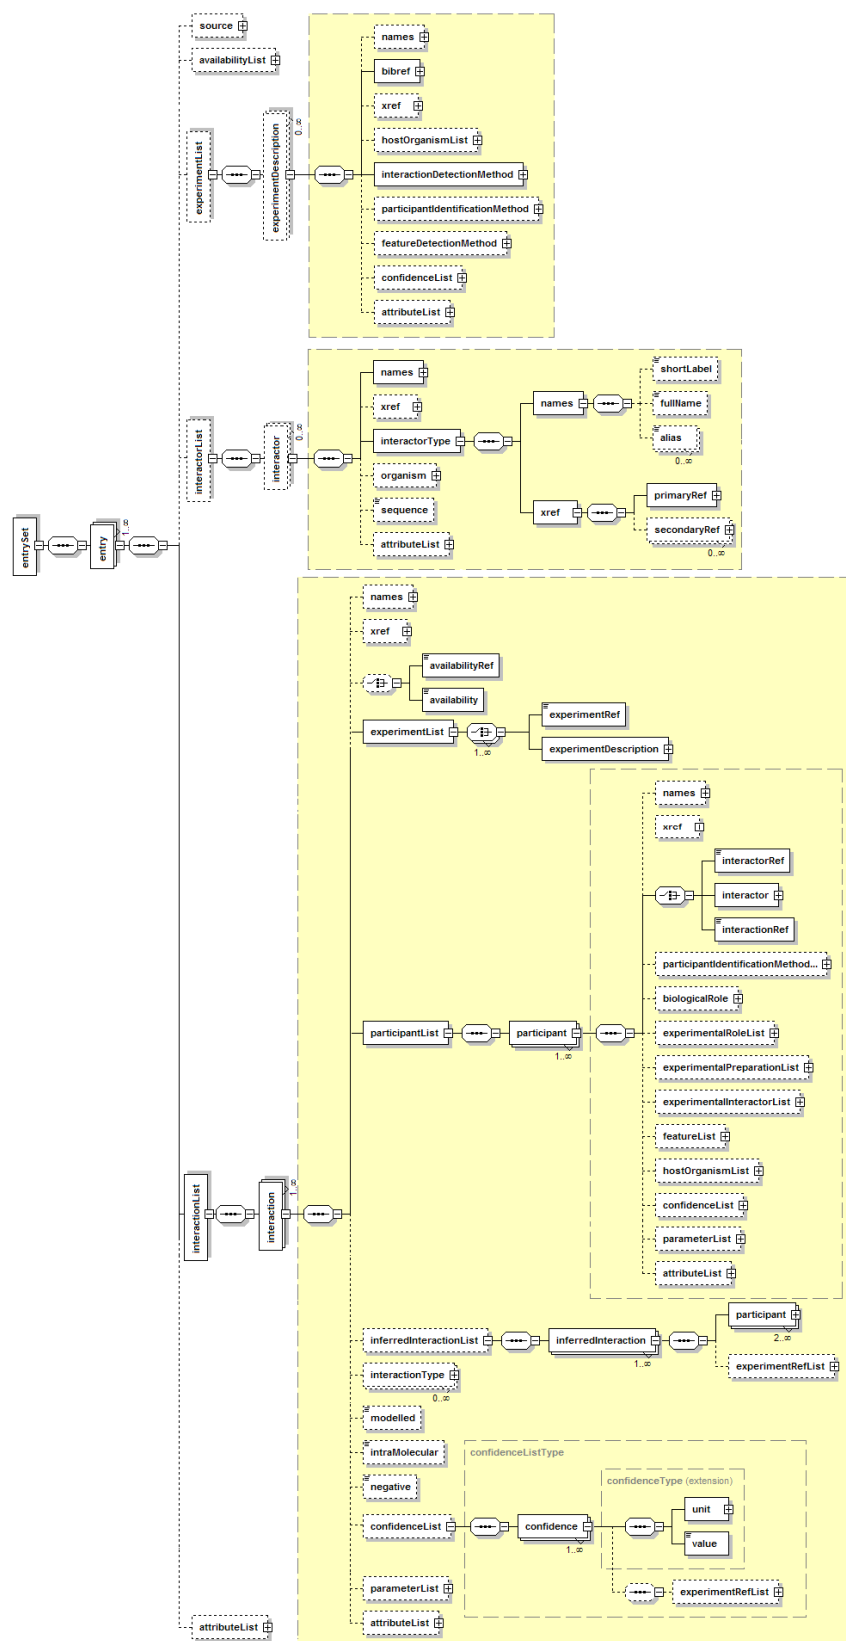 source
availabilityList
experimentList
experimentDescription
0..∞
names
bibref
xref
hostOrganismList
interactionDetectionMethod
participantIdentificationMethod
featureDetectionMethod
confidenceList
attributeList
interactorList
interactor
0..∞
names
xref
interactorType
names
shortLabel
fullName
alias
0..∞
xref
primaryRef
secondaryRef
0..∞
organism
sequence
attributeList
entrySet
entry
1..∞
names
xref
availabilityRef
availability
experimentList
1..∞
experimentRef
experimentDescription
participantList
participant
1..∞
names
xref
interactorRef
interactor
interactionRef
participantIdentificationMethod...
biologicalRole
experimentalRoleList
experimentalPreparationList
experimentalInteractorList
featureList
hostOrganismList
confidenceList
parameterList
attributeList
interactionList
interaction
1..∞
inferredInteractionList
inferredInteraction
1..∞
participant
2..∞
experimentRefList
interactionType
0..∞
modelled
intraMolecular
negative
confidenceListType
confidenceType (extension)
confidenceList
confidence
1..∞
unit
value
experimentRefList
parameterList
attributeList
attributeList